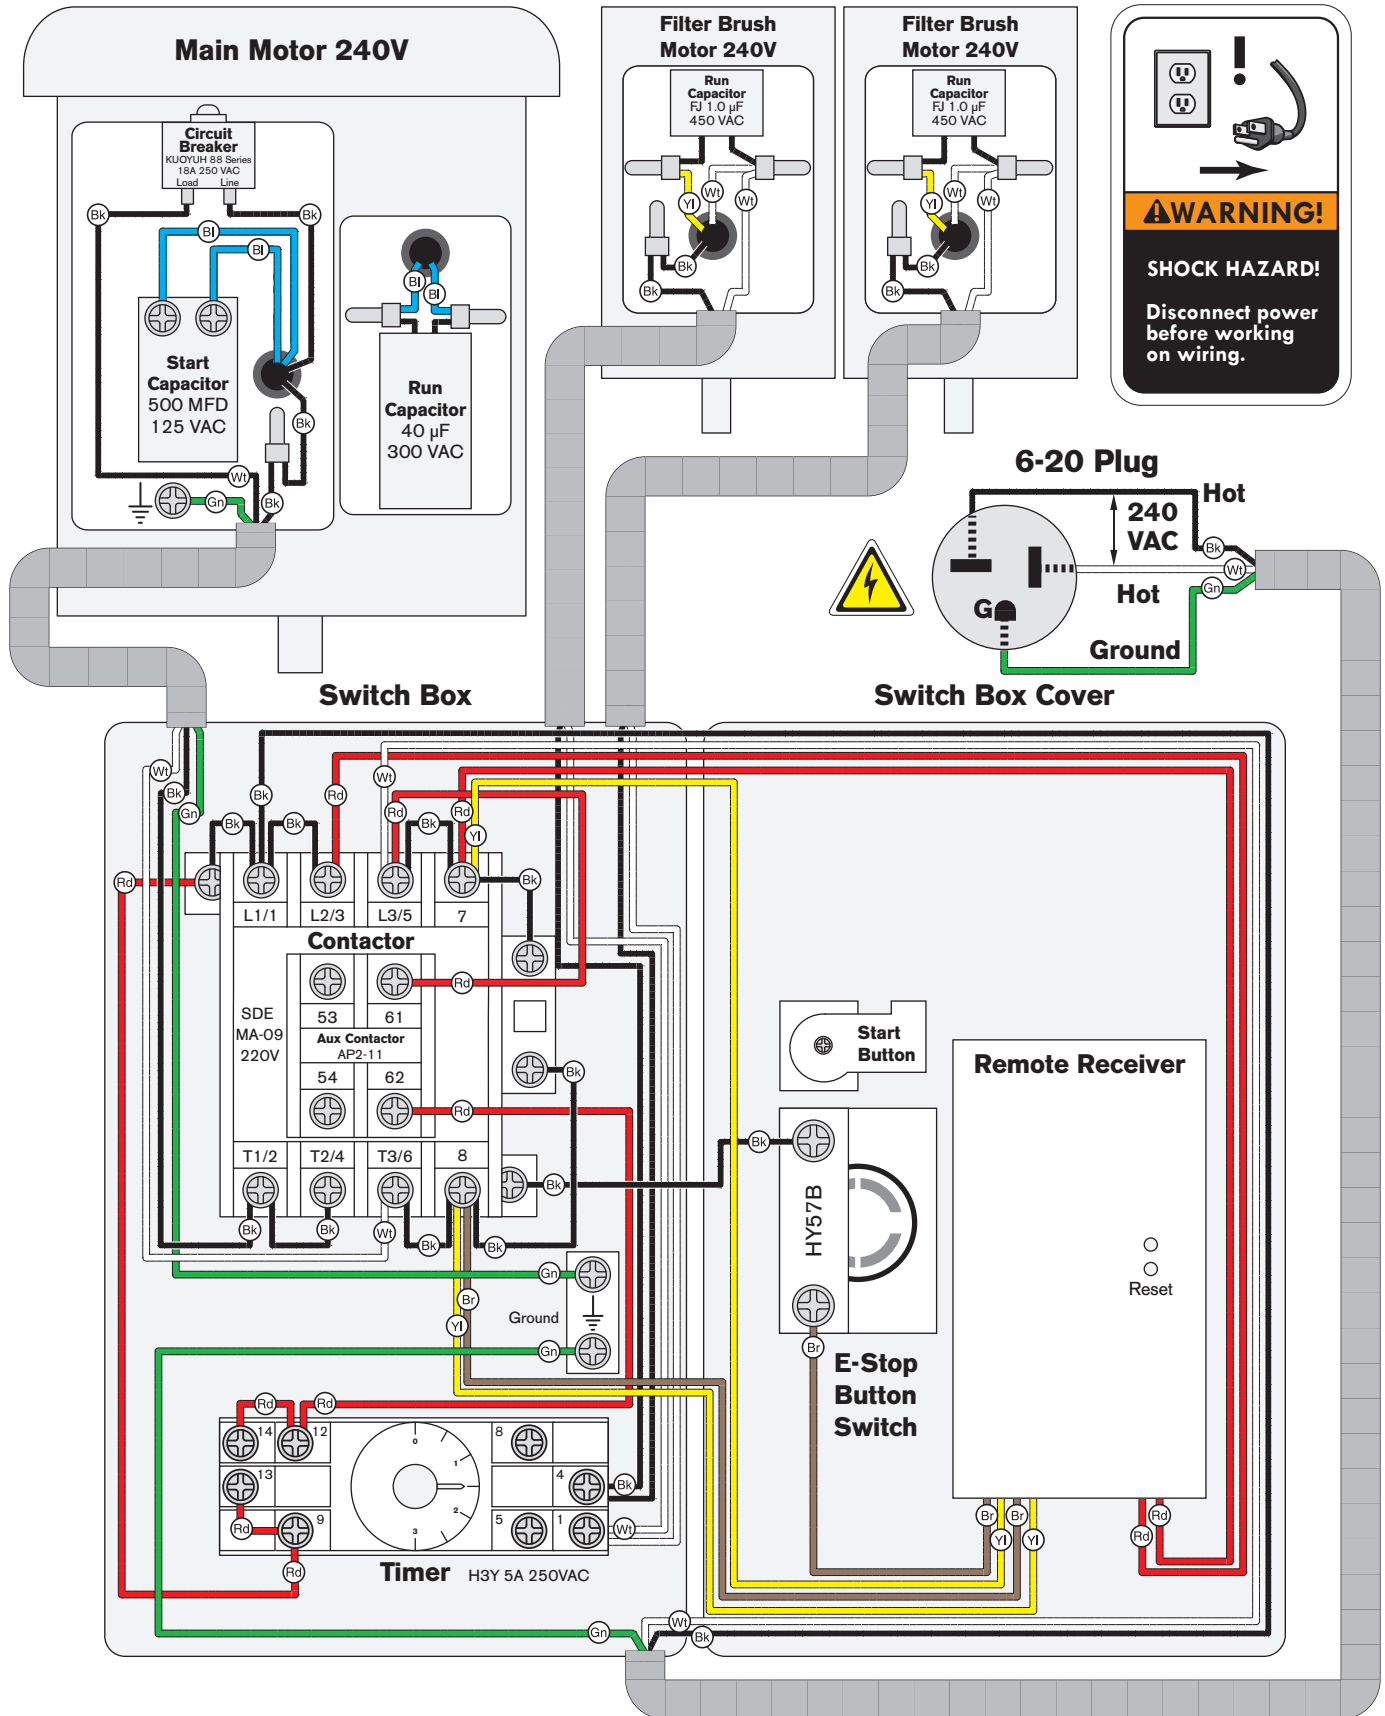 Main Motor 240V
Circuit
Breaker
KUOYUH 88 Series
18A 250 VAC
Load Line
Bk
Bk
Bl
Bl
Start
Capacitor
500 MFD
125 VAC
Bk
Wt
Gn
Bk
Bl
Bl
Run
Capacitor
40 µF
300 VAC
Filter Brush
Motor 240V
Run
Capacitor
FJ 1.0 µF
450 VAC
Yl
Wt
Wt
Bk
Bk
Filter Brush
Motor 240V
Run
Capacitor
FJ 1.0 µF
450 VAC
Yl
Wt
Wt
Bk
Bk
!
WARNING!
SHOCK HAZARD!
Disconnect power
before working
on wiring.
6-20 Plug
Hot
240
VAC
Bk
Wt
Gn
Hot
G
Ground
Switch Box
Switch Box Cover
Wt
Bk
Gn
Bk
Rd
Wt
Bk
Bk
Rd
Bk
Rd
Yl
Rd
Bk
L1/1 L2/3 L3/5 7
Contactor
Rd
53 61
SDE
MA-09
220V
Aux Contactor
AP2-11
54 62
Bk
Rd
T1/2 T2/4 T3/6 8
Bk
Bk
Bk
Bk
Wt
Bk
Bk
Gn
Br
Ground
Yl
Gn
Start
Button
HY57B
Br
E-Stop
Button
Switch
Remote Receiver
Reset
Br
Yl
Br
Yl
Rd
Rd
Rd
Rd
14 12
0
1
2
3
8
13
4
Bk
Rd
9
5 1
Wt
Rd
Timer H3Y 5A 250VAC
Gn
Wt
Bk